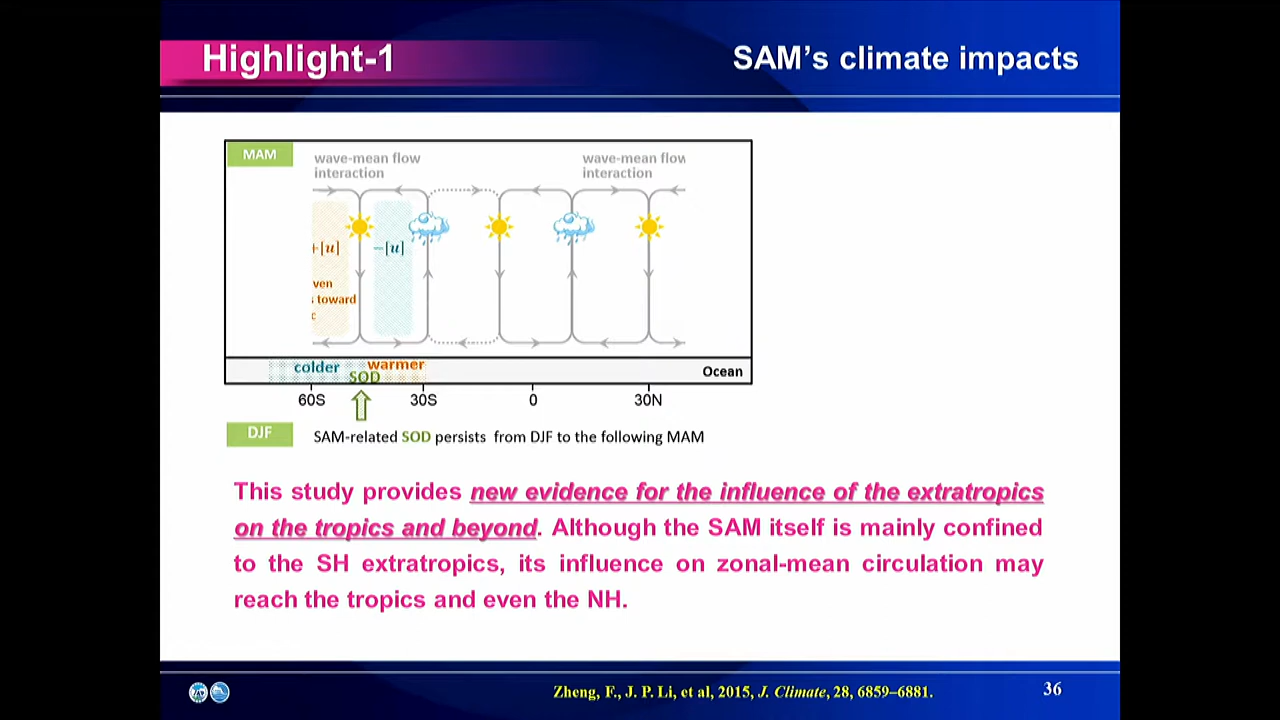 Highlight-1
SAM’s climate impacts
MAM
wave-mean flow
interaction
wave-mean flow
interaction
+[u]
−[u]
ven
s toward
c
colder
warmer
SOD
Ocean
60S
30S
0
30N
DJF
SAM-related SOD persists from DJF to the following MAM
This study provides new evidence for the influence of the extratropics
on the tropics and beyond. Although the SAM itself is mainly confined
to the SH extratropics, its influence on zonal-mean circulation may
reach the tropics and even the NH.
Zheng, F., J. P. Li, et al, 2015, J. Climate, 28, 6859–6881.
36